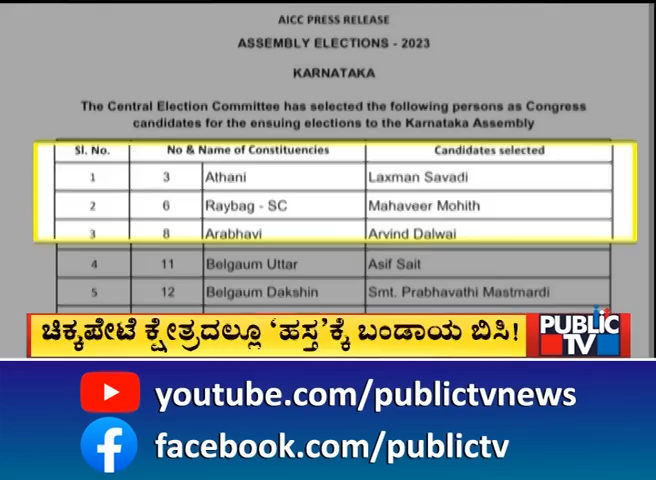 AICC PRESS RELEASE
ASSEMBLY ELECTIONS - 2023
KARNATAKA
The Central Election Committee has selected the following persons as Congress
candidates for the ensuing elections to the Karnataka Assembly
Sl. No. No & Name of Constituencies Candidates selected
1 3 Athani Laxman Savadi
2 6 Raybag - SC Mahaveer Mohith
3 8 Arabhavi Arvind Dalwai
4 11 Belgaum Uttar Asif Sait
5 12 Belgaum Dakshin Smt. Prabhavathi Mastmardi
ಚಿಕ್ಕಪೇಟೆ ಕ್ಷೇತ್ರದಲ್ಲೂ 'ಹಸ್ತ'ಕ್ಕೆ ಬಂಡಾಯ ಬಿಸಿ!
PUBLiC
TV
youtube.com/publictvnews
facebook.com/publictv